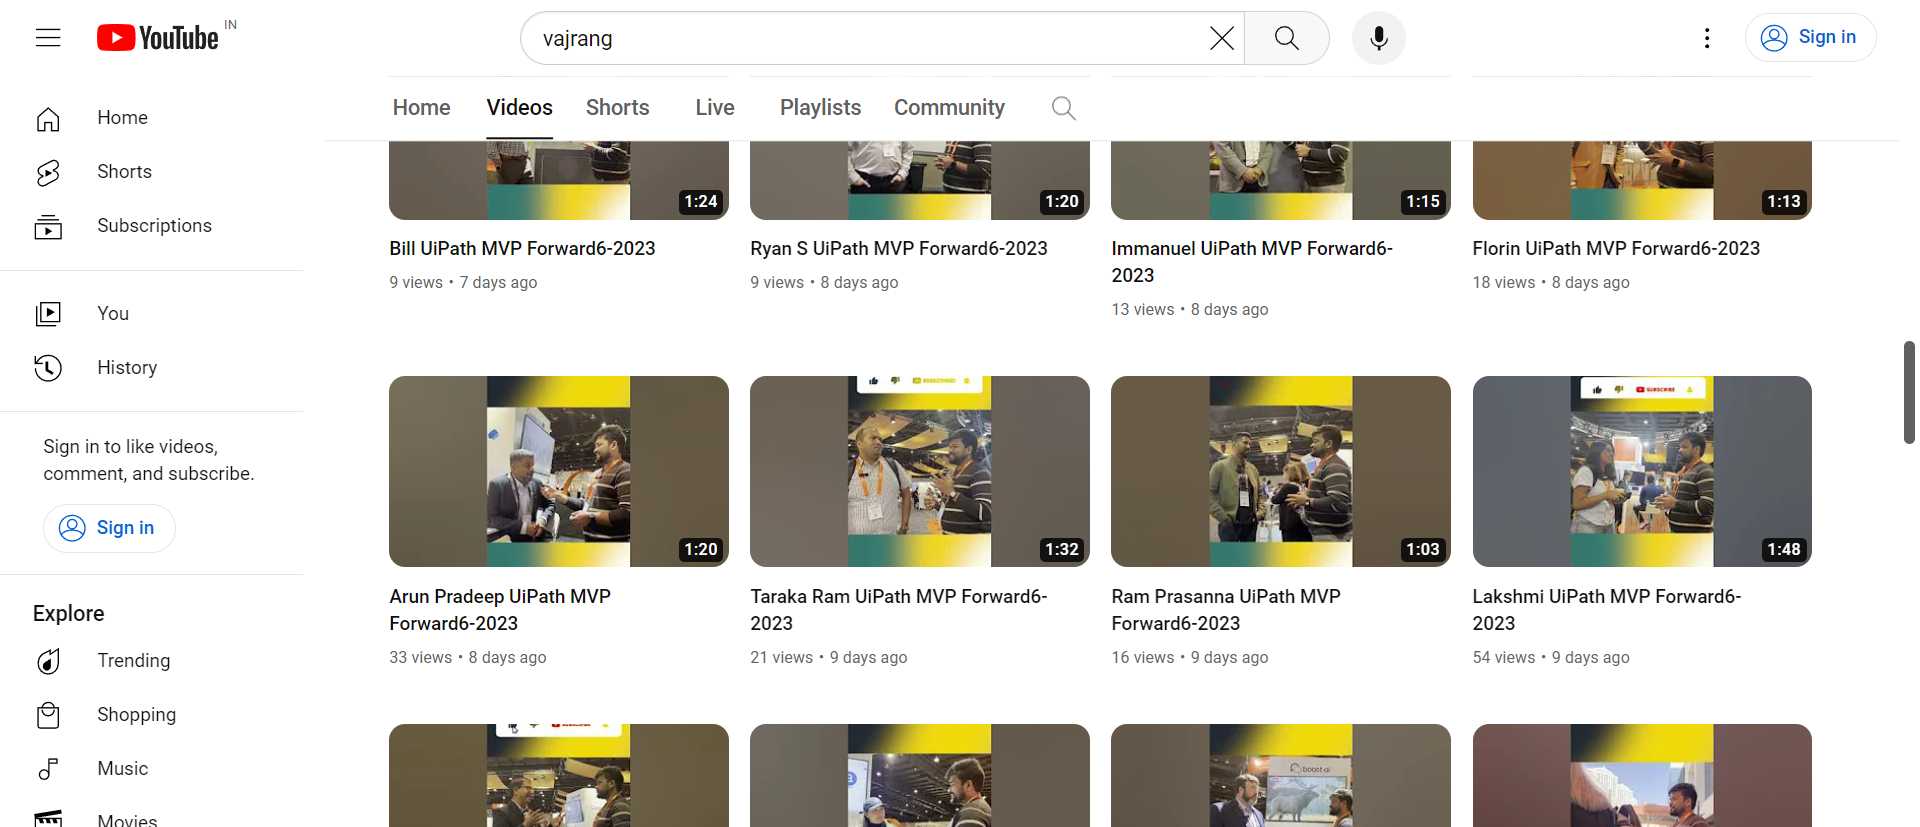 YouTube IN
vajrang
Sign in
Home Videos Shorts Live Playlists Community
Home
Shorts
Subscriptions
You
History
Sign in to like videos,
comment, and subscribe.
Sign in
Explore
Trending
Shopping
Music
Movies
1:24
Bill UiPath MVP Forward6-2023
9 views • 7 days ago
1:20
Ryan S UiPath MVP Forward6-2023
9 views • 8 days ago
1:15
Immanuel UiPath MVP Forward6-
2023
13 views • 8 days ago
1:13
Florin UiPath MVP Forward6-2023
18 views • 8 days ago
1:20
Arun Pradeep UiPath MVP
Forward6-2023
33 views • 8 days ago
SUBSCRIBED
1:32
Taraka Ram UiPath MVP Forward6-
2023
21 views • 9 days ago
1:03
Ram Prasanna UiPath MVP
Forward6-2023
16 views • 9 days ago
SUBSCRIBE
1:48
Lakshmi UiPath MVP Forward6-
2023
54 views • 9 days ago
boost.ai